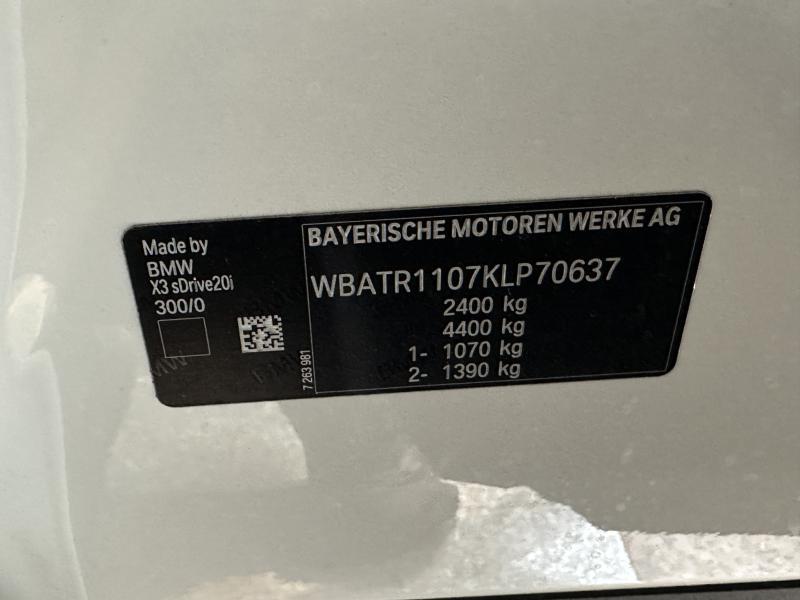 Made by
BMW
X3 sDrive20i
300/0
7 263 981
BAYERISCHE MOTOREN WERKE AG
WBATR1107KLP70637
2400 kg
4400 kg
1- 1070 kg
2- 1390 kg